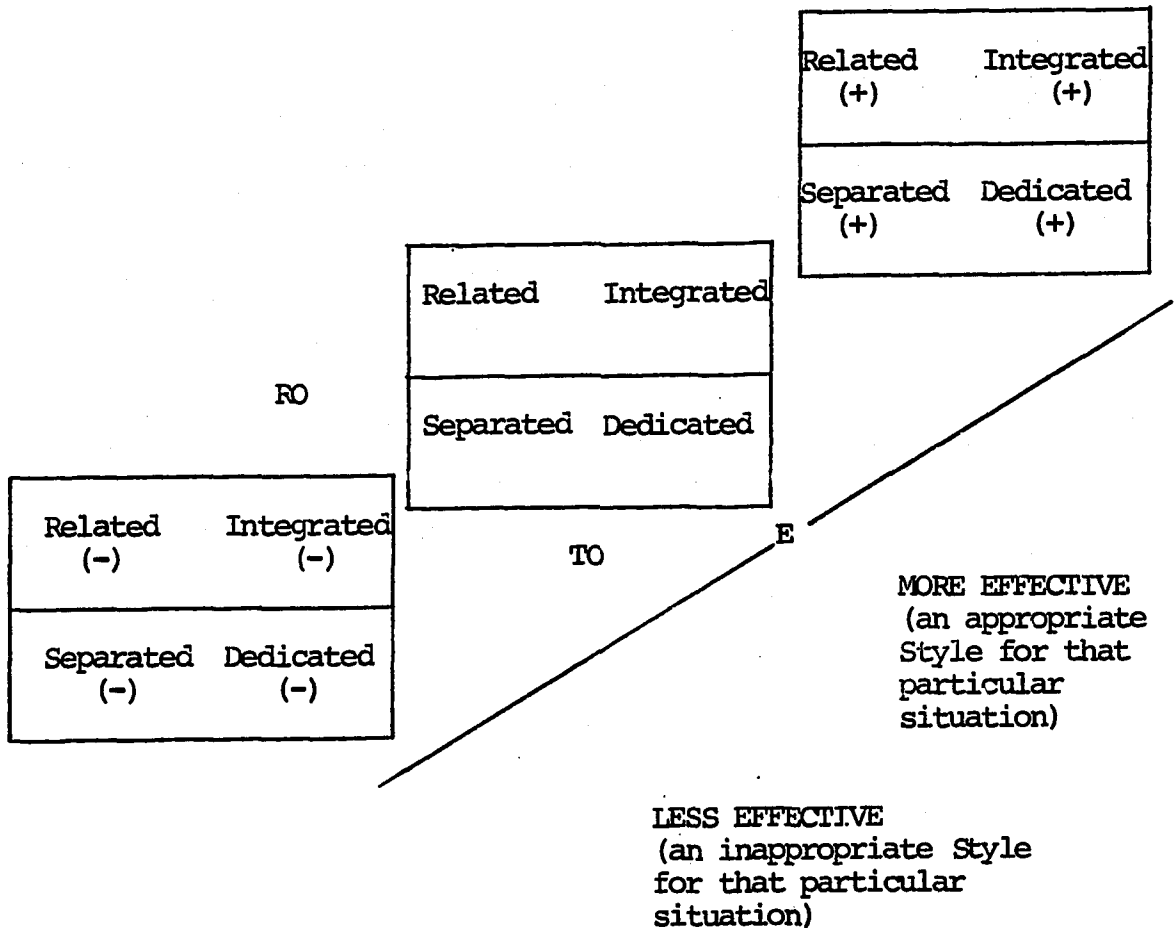 Related Integrated
(+) (+)
Separated Dedicated
(+) (+)
Related Integrated
Separated Dedicated
RO
Related Integrated
(-) (-)
Separated Dedicated
(-) (-)
TO
E
MORE EFFECTIVE
(an appropriate
Style for that
particular
situation)
LESS EFFECTIVE
(an inappropriate Style
for that particular
situation)